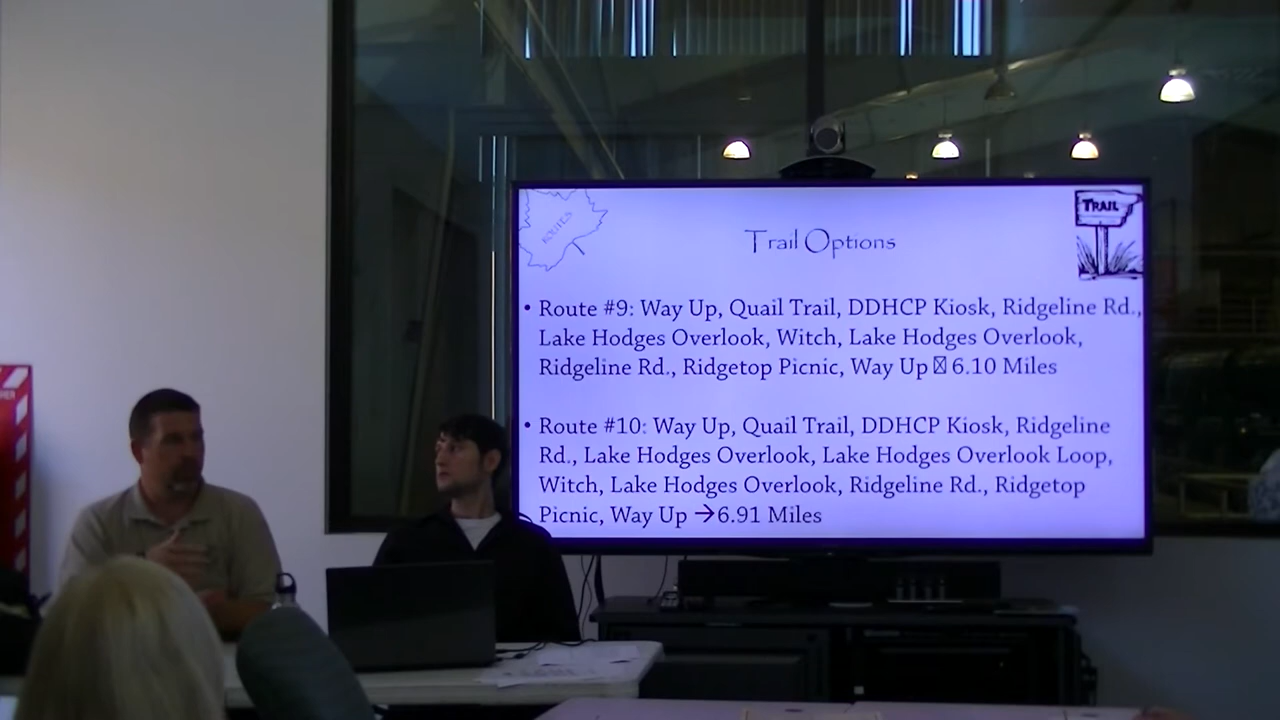 ROUTES
TRAIL
Trail Options
• Route #9: Way Up, Quail Trail, DDHCP Kiosk, Ridgeline Rd.,
Lake Hodges Overlook, Witch, Lake Hodges Overlook,
Ridgeline Rd., Ridgetop Picnic, Way Up 6.10 Miles
• Route #10: Way Up, Quail Trail, DDHCP Kiosk, Ridgeline
Rd., Lake Hodges Overlook, Lake Hodges Overlook Loop,
Witch, Lake Hodges Overlook, Ridgeline Rd., Ridgetop
Picnic, Way Up →6.91 Miles